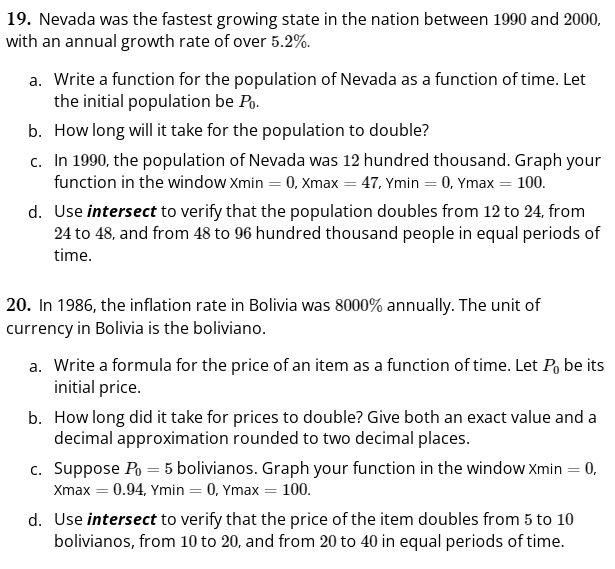 19. Nevada was the fastest growing state in the nation between 1990 and 2000,
with an annual growth rate of over 5.2%.
a. Write a function for the population of Nevada as a function of time. Let
the initial population be P₀.
b. How long will it take for the population to double?
c. In 1990, the population of Nevada was 12 hundred thousand. Graph your
function in the window Xmin = 0, Xmax = 47, Ymin = 0, Ymax = 100.
d. Use intersect to verify that the population doubles from 12 to 24, from
24 to 48, and from 48 to 96 hundred thousand people in equal periods of
time.
20. In 1986, the inflation rate in Bolivia was 8000% annually. The unit of
currency in Bolivia is the boliviano.
a. Write a formula for the price of an item as a function of time. Let P₀ be its
initial price.
b. How long did it take for prices to double? Give both an exact value and a
decimal approximation rounded to two decimal places.
c. Suppose P₀ = 5 bolivianos. Graph your function in the window Xmin = 0,
Xmax = 0.94, Ymin = 0, Ymax = 100.
d. Use intersect to verify that the price of the item doubles from 5 to 10
bolivianos, from 10 to 20, and from 20 to 40 in equal periods of time.